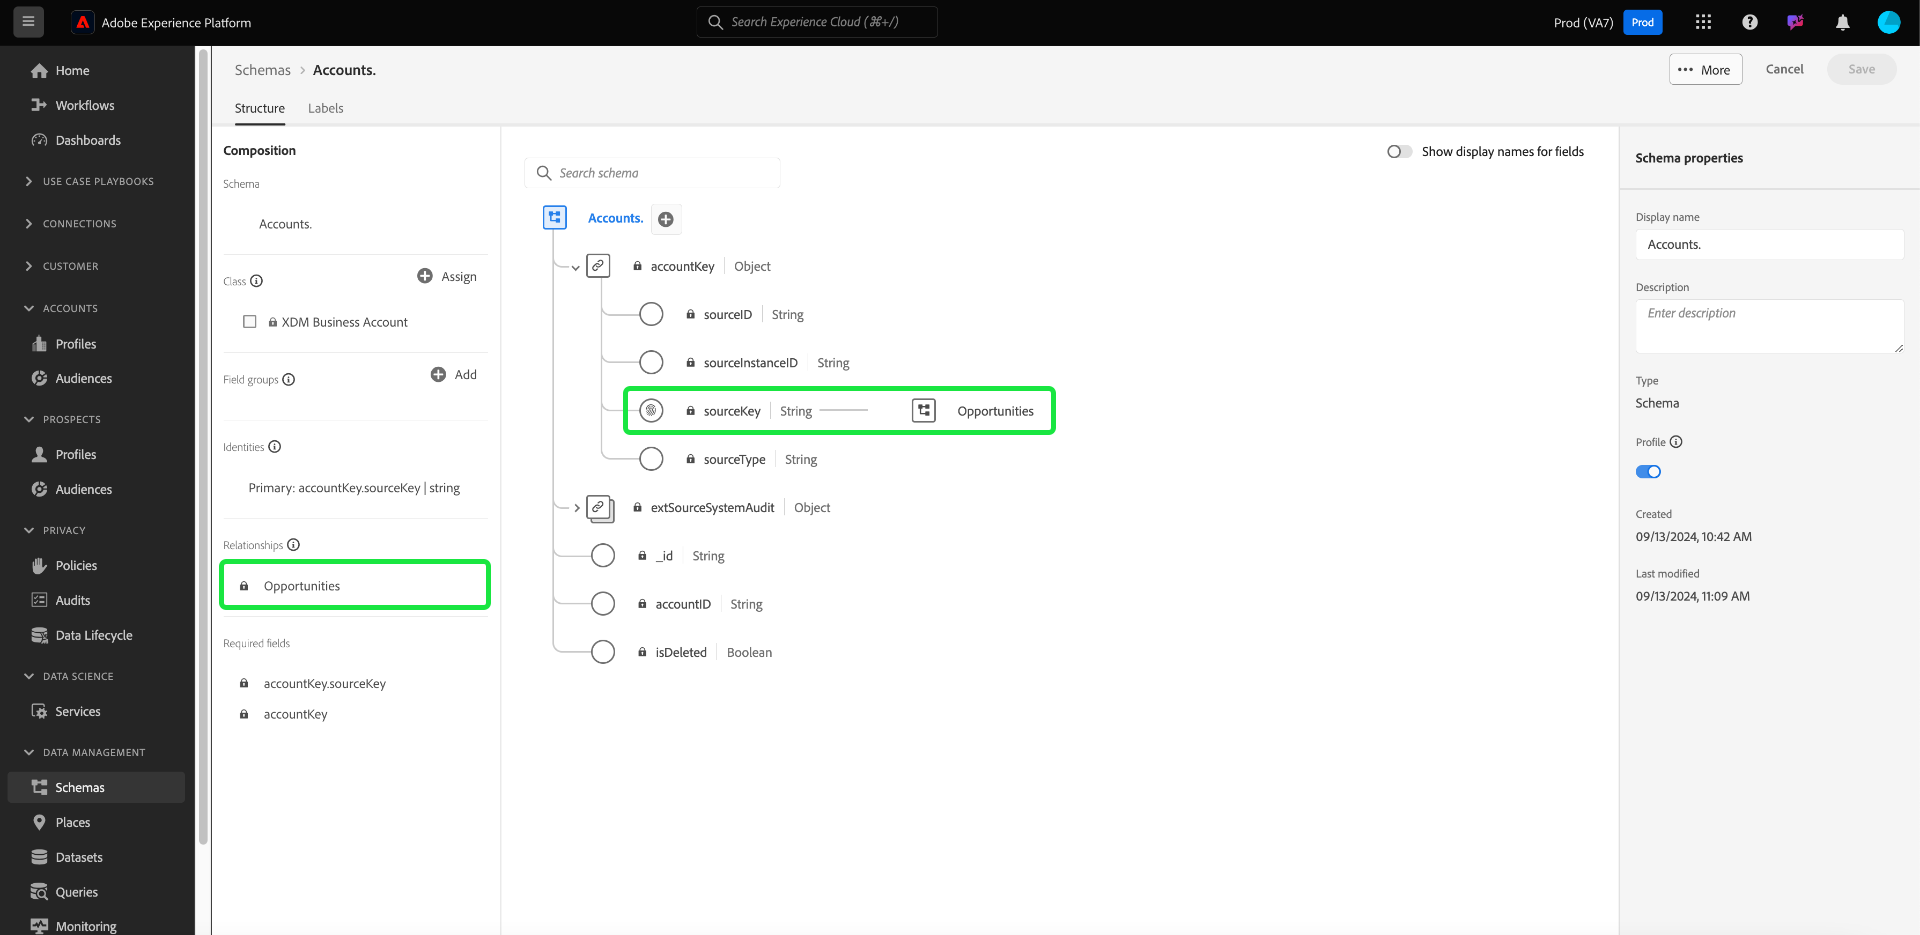 Adobe Experience Platform
Search Experience Cloud (⌘+/)
Prod (VA7)
Prod
Home
Workflows
Dashboards
USE CASE PLAYBOOKS
CONNECTIONS
CUSTOMER
ACCOUNTS
Profiles
Audiences
PROSPECTS
Profiles
Audiences
PRIVACY
Policies
Audits
Data Lifecycle
DATA SCIENCE
Services
DATA MANAGEMENT
Schemas
Places
Datasets
Queries
Monitoring
Schemas > Accounts.
More
Cancel
Save
Structure
Labels
Composition
Schema
Accounts.
Class
Assign
XDM Business Account
Field groups
Add
Identities
Primary: accountKey.sourceKey | string
Relationships
Opportunities
Required fields
accountKey.sourceKey
accountKey
Search schema
Show display names for fields
Accounts.
accountKey | Object
sourceID | String
sourceInstanceID | String
sourceKey | String Opportunities
sourceType | String
extSourceSystemAudit | Object
_id | String
accountID | String
isDeleted | Boolean
Schema properties
Display name
Accounts.
Description
Enter description
Type
Schema
Profile
Created
09/13/2024, 10:42 AM
Last modified
09/13/2024, 11:09 AM